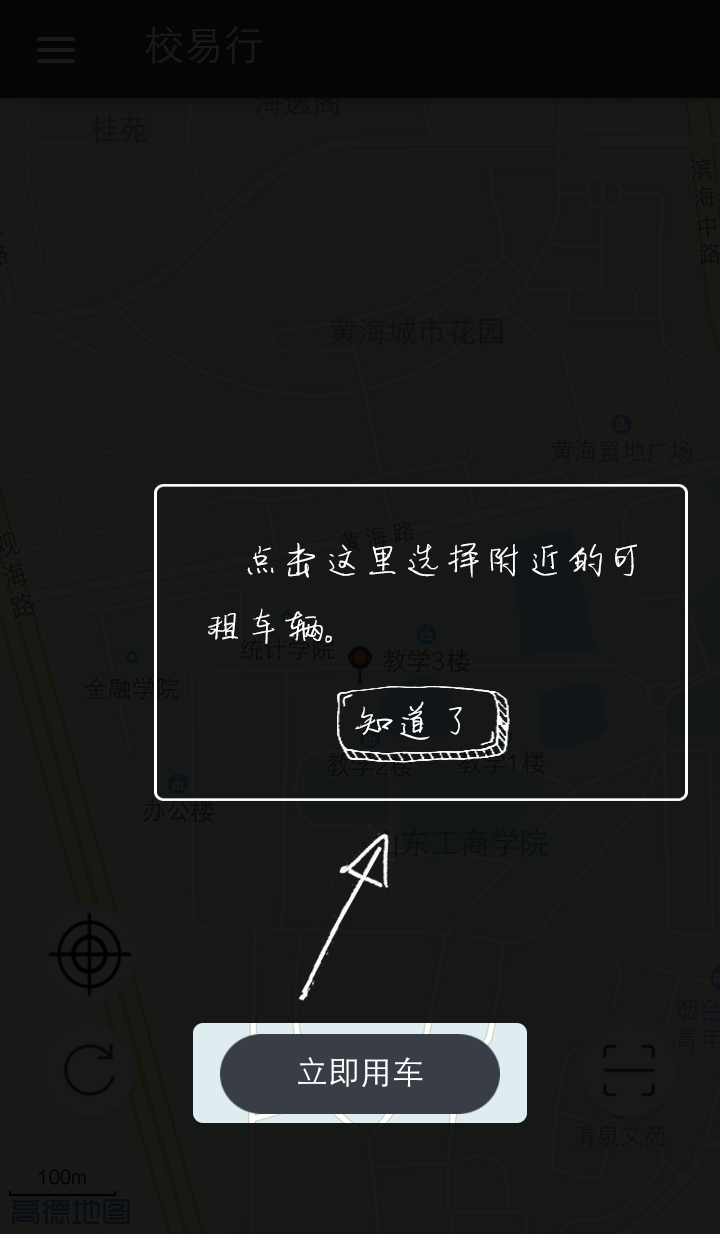 校易行
海逸阁
桂苑
滨海中路
黄海城市花园
黄海置地广场
观海路
黄海路
点击这里选择附近的可
租车辆。
统计学院
教学3楼
金融学院
知道了
教学2楼
教学1楼
办公楼
山东工商学院
烟台
青年
立即用车
清泉文苑
100m
高德地图